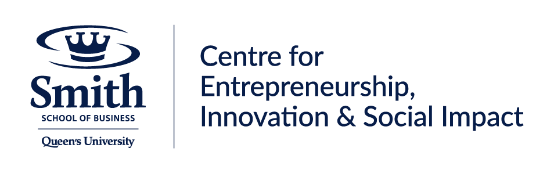 Smith
SCHOOL OF BUSINESS
Queen's University
Centre for
Entrepreneurship,
Innovation & Social Impact